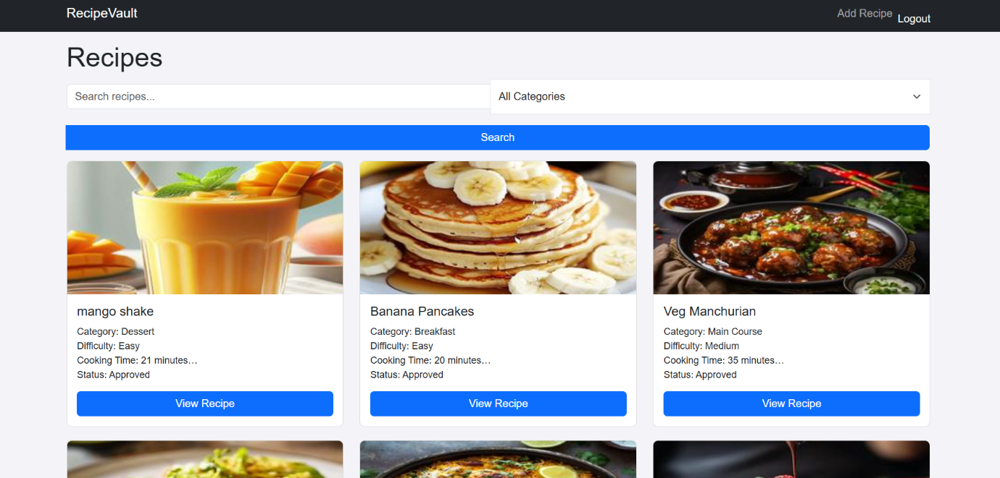 RecipeVault
Add Recipe
Logout
Recipes
Search recipes...
All Categories
Search
mango shake
Category: Dessert
Difficulty: Easy
Cooking Time: 21 minutes…
Status: Approved
View Recipe
Banana Pancakes
Category: Breakfast
Difficulty: Easy
Cooking Time: 20 minutes…
Status: Approved
View Recipe
Veg Manchurian
Category: Main Course
Difficulty: Medium
Cooking Time: 35 minutes…
Status: Approved
View Recipe